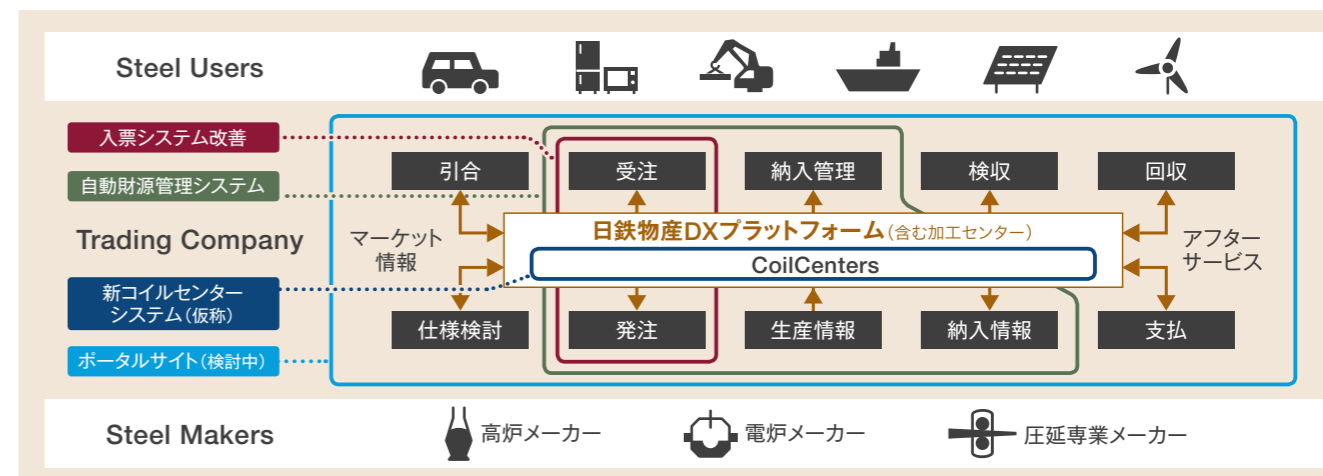 Steel Users
入票システム改善
自動財源管理システム
Trading Company
新コイルセンター
システム(仮称)
ポータルサイト(検討中)
引合
受注
納入管理
検収
回収
マーケット
情報
日鉄物産DXプラットフォーム(含む加工センター)
CoilCenters
アフター
サービス
仕様検討
発注
生産情報
納入情報
支払
Steel Makers
高炉メーカー
電炉メーカー
圧延専業メーカー